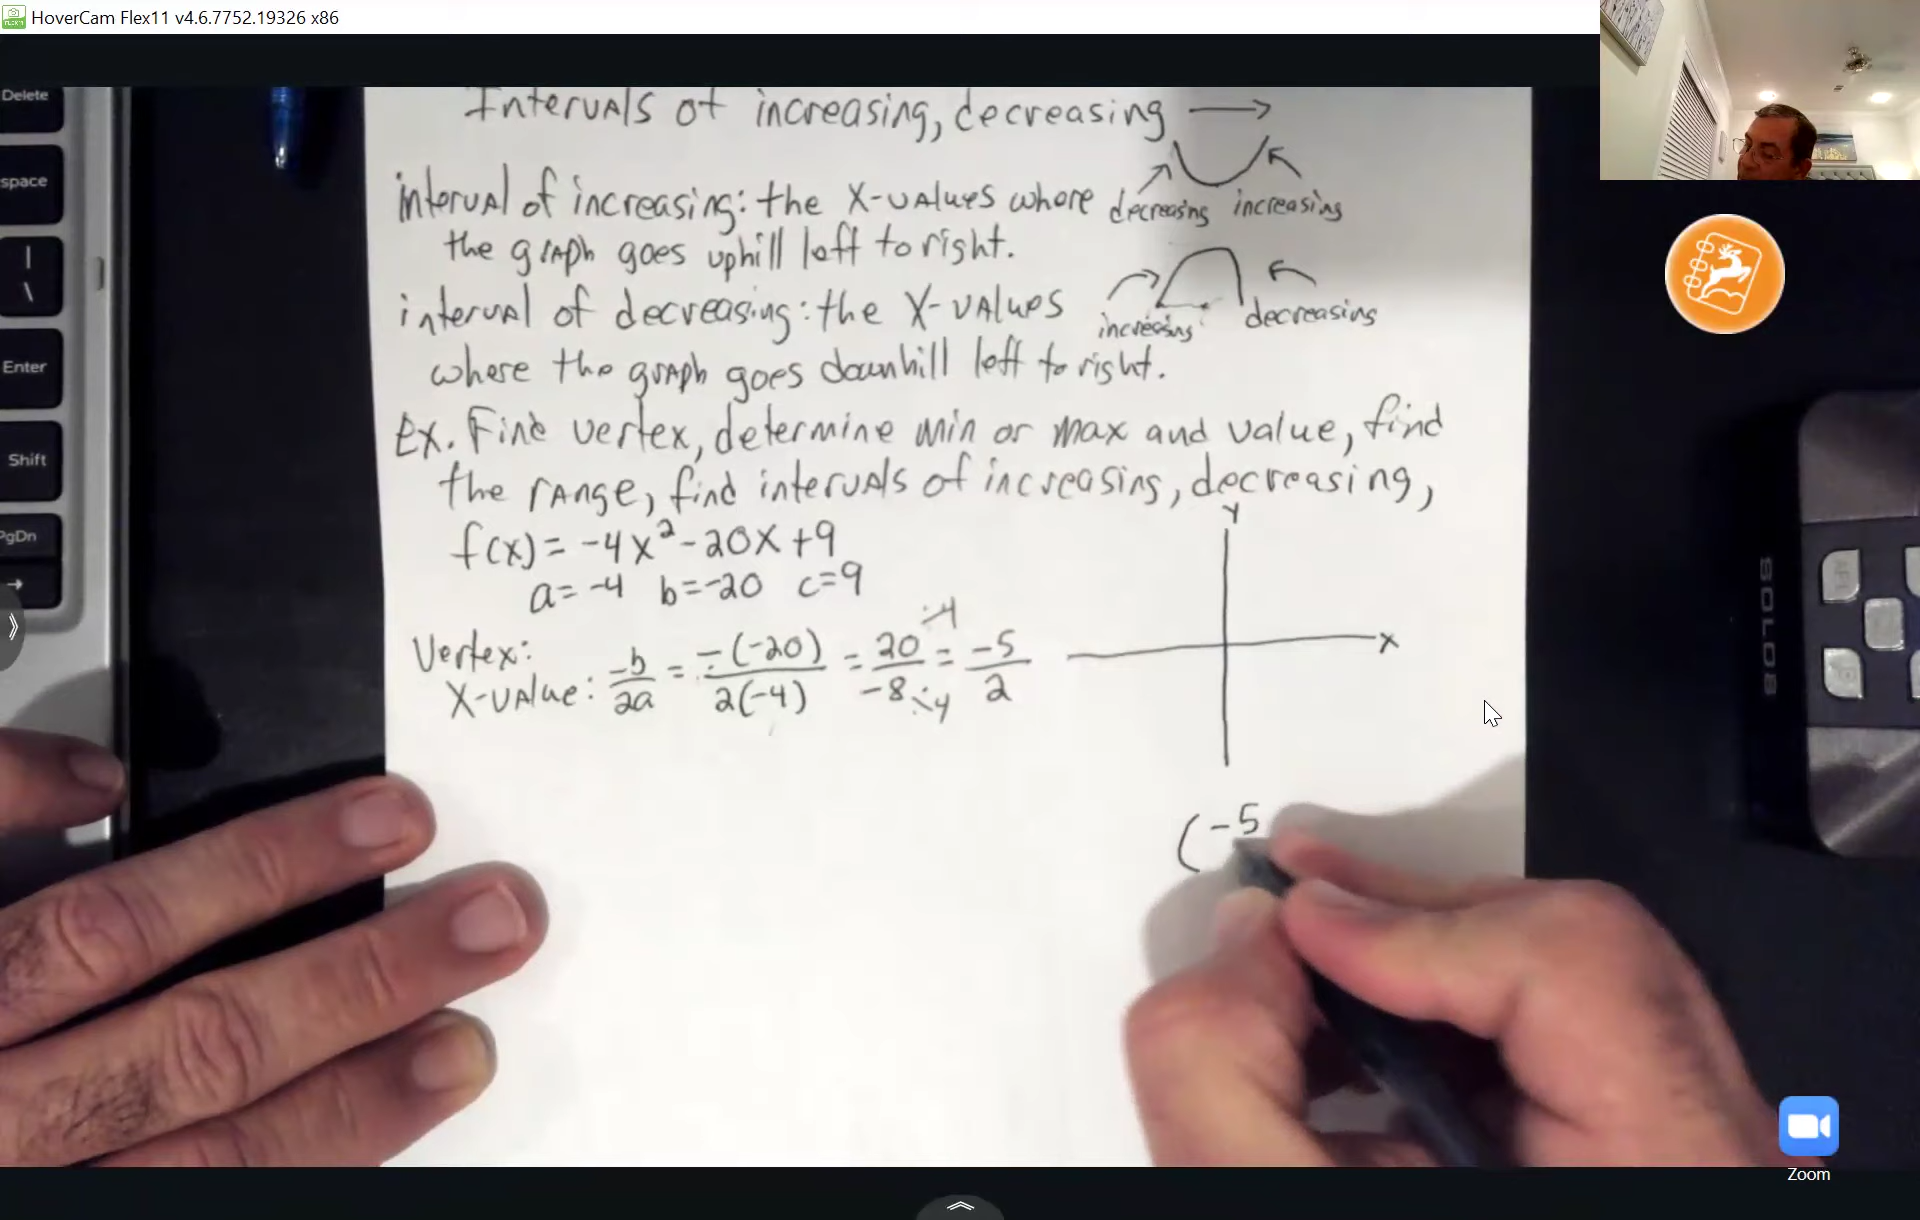 HoverCam Flex11 v4.6.7752.19326 x86
Delete
space
|
\
Enter
Shift
PgDn
→
Intervals of increasing, decreasing →
interval of increasing: the x-values where decreasing increasing
the graph goes uphill left to right.
interval of decreasing: the x-values increasing decreasing
where the graph goes downhill left to right.
Ex. Find vertex, determine min or max and value, find
the range, find intervals of increasing, decreasing,
f(x) = -4x² - 20x + 9
a = -4 b = -20 c = 9
Vertex:
x-value: -b/2a = -(-20)/2(-4) = 20÷4/-8÷4 = -5/2
y
x
(-5
SOLO8
Zoom